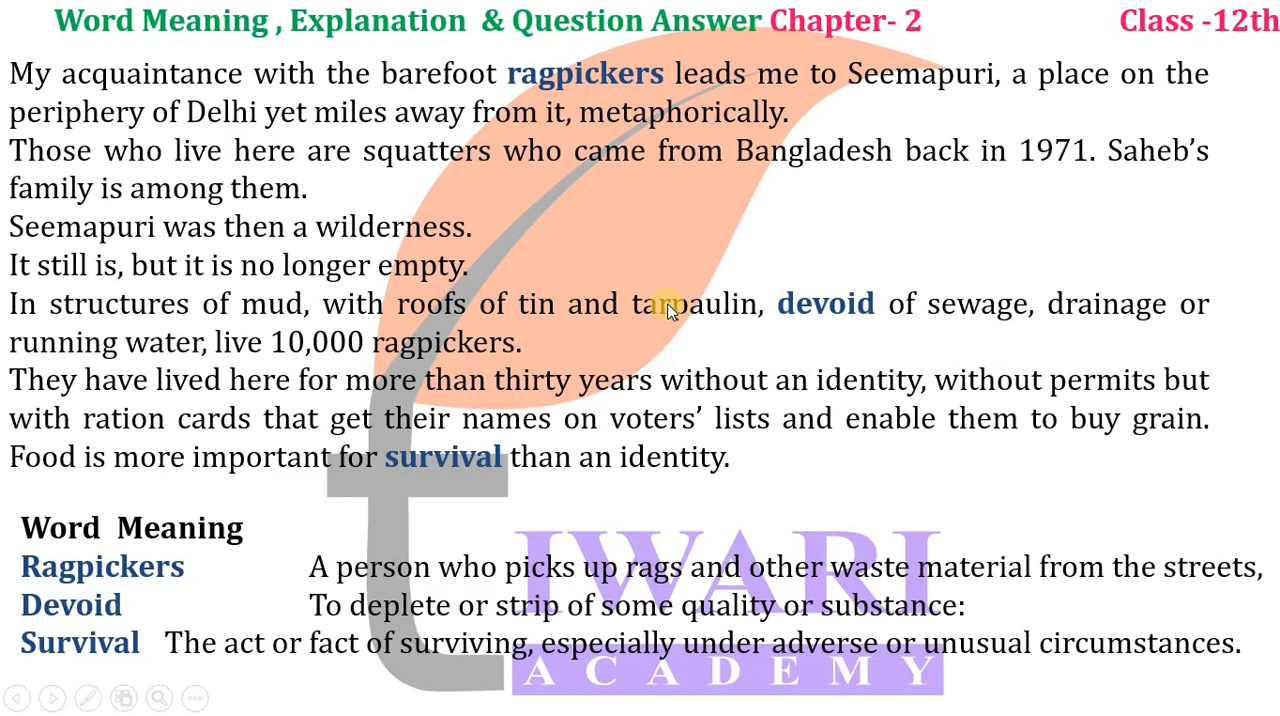 Word Meaning , Explanation & Question Answer Chapter- 2 Class -12th
My acquaintance with the barefoot ragpickers leads me to Seemapuri, a place on the
periphery of Delhi yet miles away from it, metaphorically.
Those who live here are squatters who came from Bangladesh back in 1971. Saheb’s
family is among them.
Seemapuri was then a wilderness.
It still is, but it is no longer empty.
In structures of mud, with roofs of tin and tarpaulin, devoid of sewage, drainage or
running water, live 10,000 ragpickers.
They have lived here for more than thirty years without an identity, without permits but
with ration cards that get their names on voters’ lists and enable them to buy grain.
Food is more important for survival than an identity.
Word Meaning
Ragpickers A person who picks up rags and other waste material from the streets,
Devoid To deplete or strip of some quality or substance:
Survival The act or fact of surviving, especially under adverse or unusual circumstances.
tIWARI
ACADEMY